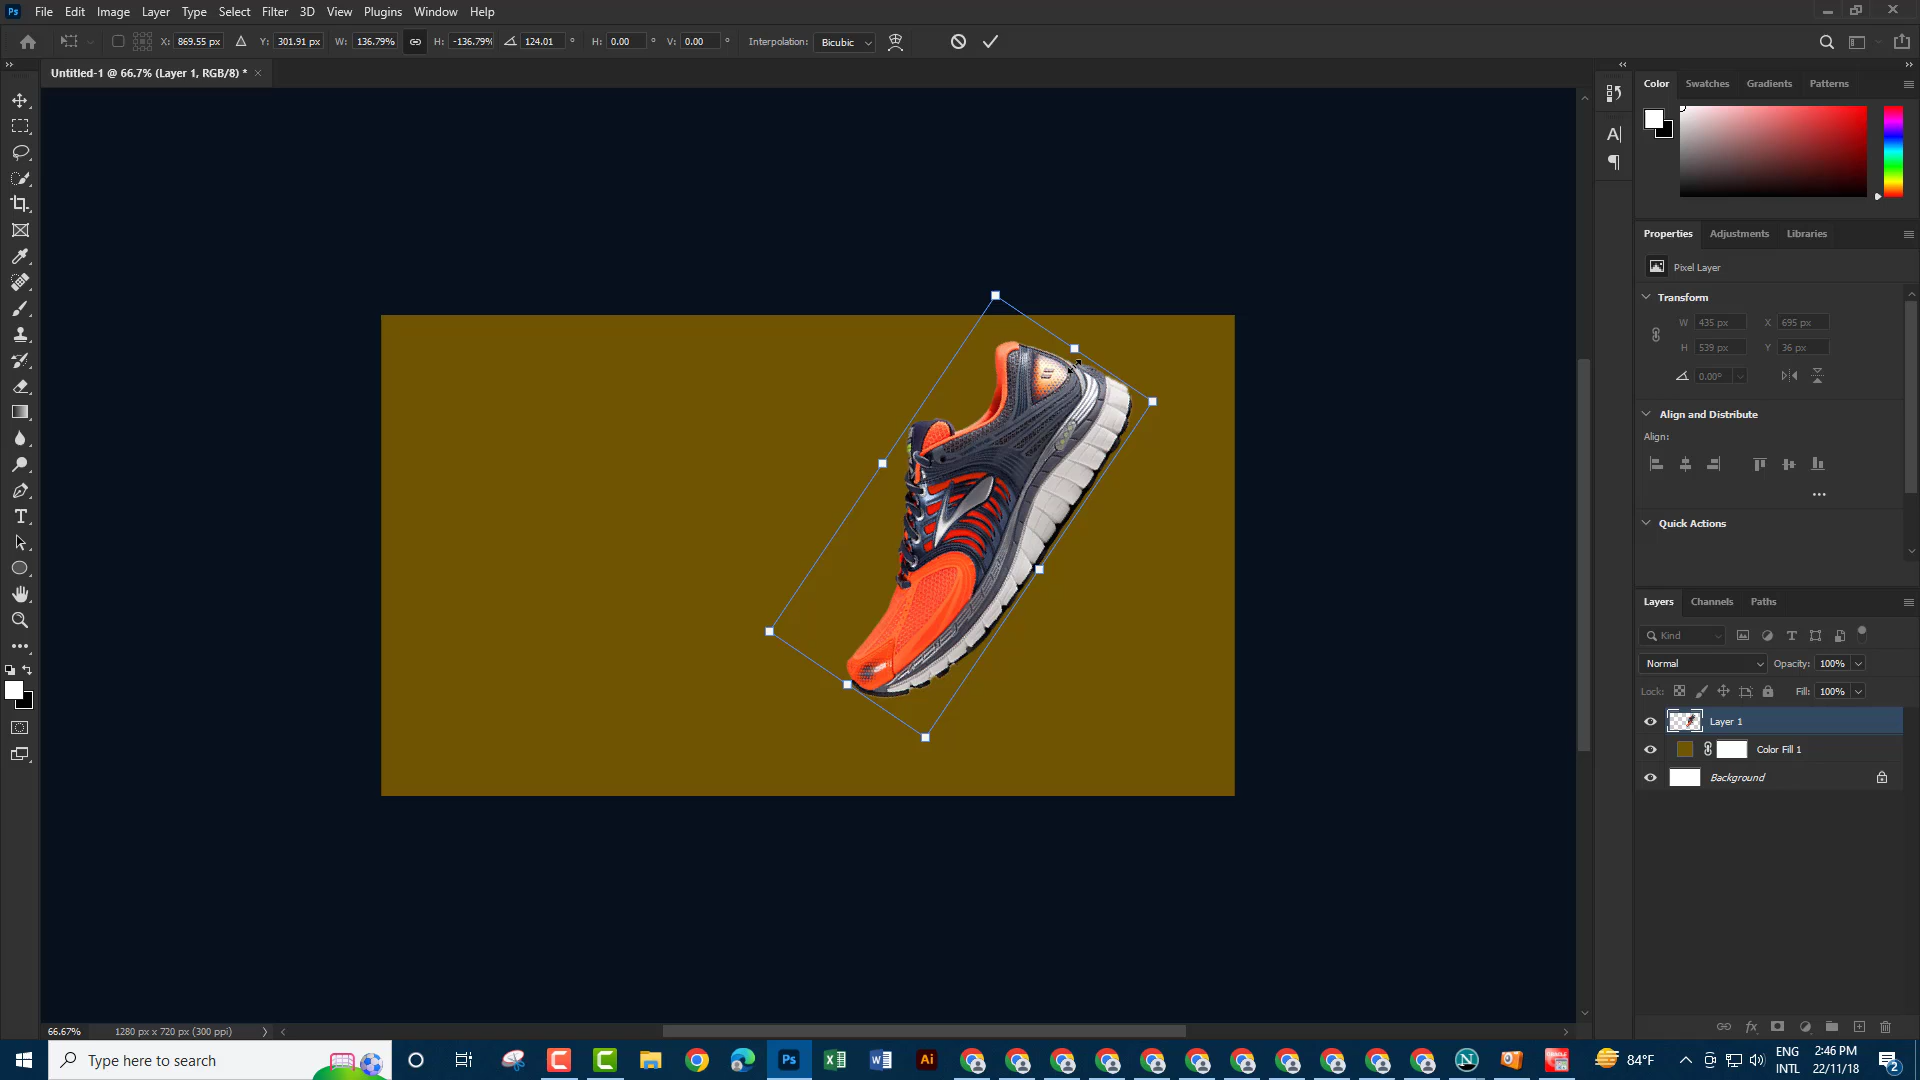 Ps File Edit Image Layer Type Select Filter 3D View Plugins Window Help
X: 869.55 px Y: 301.91 px W: 136.79% H: -136.79% 124.01 ° H: 0.00 ° V: 0.00 ° Interpolation: Bicubic
Untitled-1 @ 66.7% (Layer 1, RGB/8) * ×
Color Swatches Gradients Patterns
Properties Adjustments Libraries
Pixel Layer
Transform
W 435 px X 695 px
H 539 px Y 36 px
0.00°
Align and Distribute
Align:
Quick Actions
Layers Channels Paths
Kind
Normal Opacity: 100%
Lock: Fill: 100%
Layer 1
Color Fill 1
Background
66.67% 1280 px x 720 px (300 ppi)
Type here to search
Ps
Ai
84°F
ENG
INTL
2:46 PM
22/11/18
2